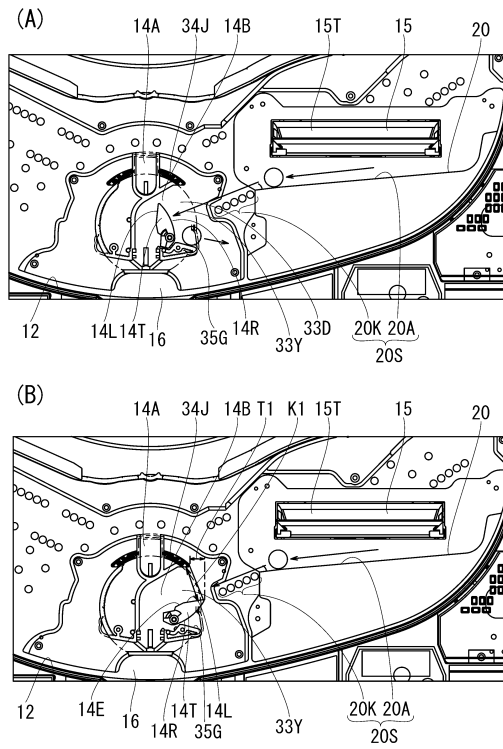 (A)
14A 34J 14B 15T 15 20
12 14L 14T 16 35G 14R 33Y 33D 20K 20A
20S
(B)
14A 34J 14B T1 K1 15T 15 20
12 14E 16 14R 14T 35G 14L 33Y 20K 20A
20S